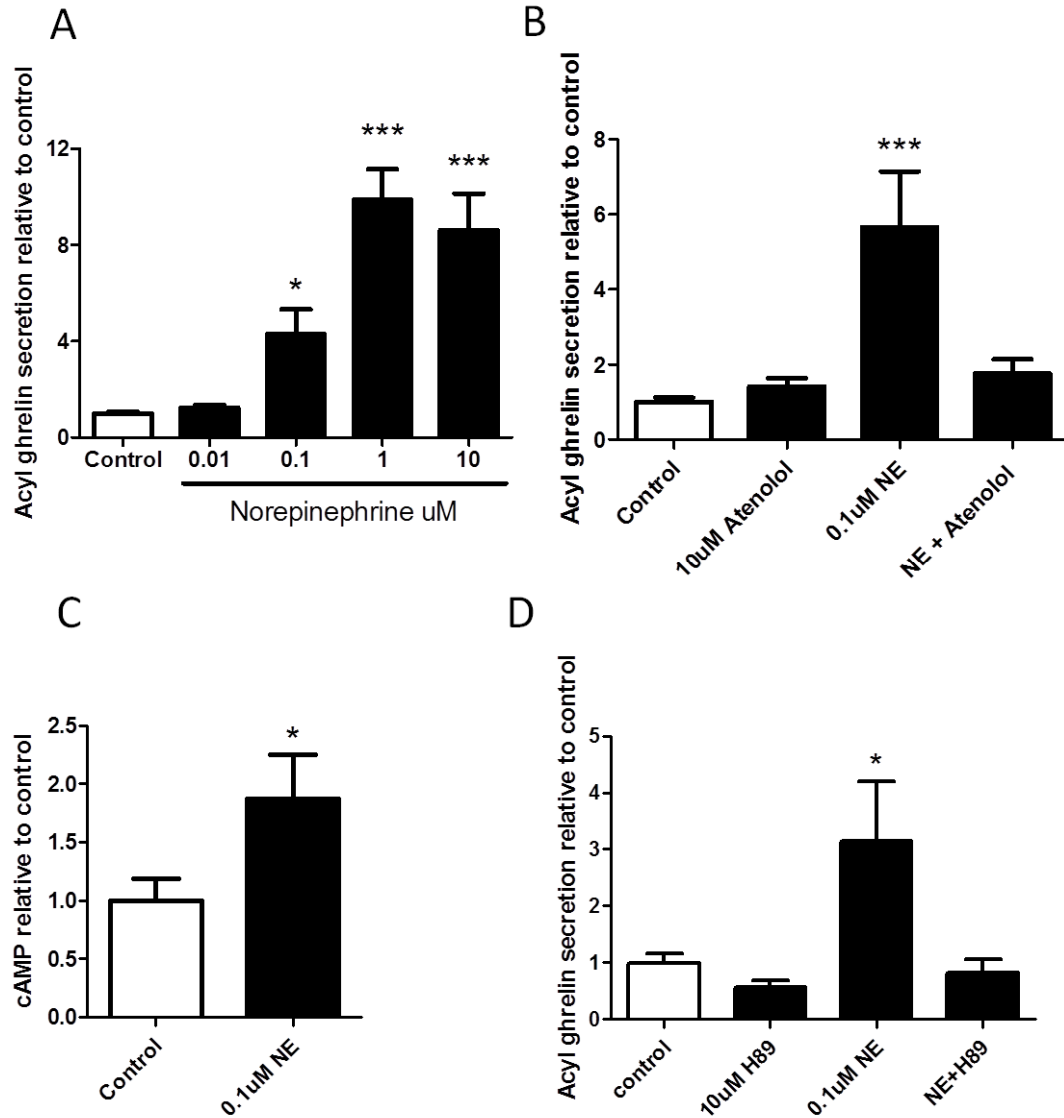 A
Acyl ghrelin secretion relative to control
12
8
4
0
*
***
***
Control 0.01 0.1 1 10
Norepinephrine uM
B
Acyl ghrelin secretion relative to control
8
6
4
2
0
***
Control
10uM Atenolol
0.1uM NE
NE + Atenolol
C
cAMP relative to control
2.5
2.0
1.5
1.0
0.5
0.0
*
Control
0.1uM NE
D
Acyl ghrelin secretion relative to control
5
4
3
2
1
0
*
control
10uM H89
0.1uM NE
NE+H89